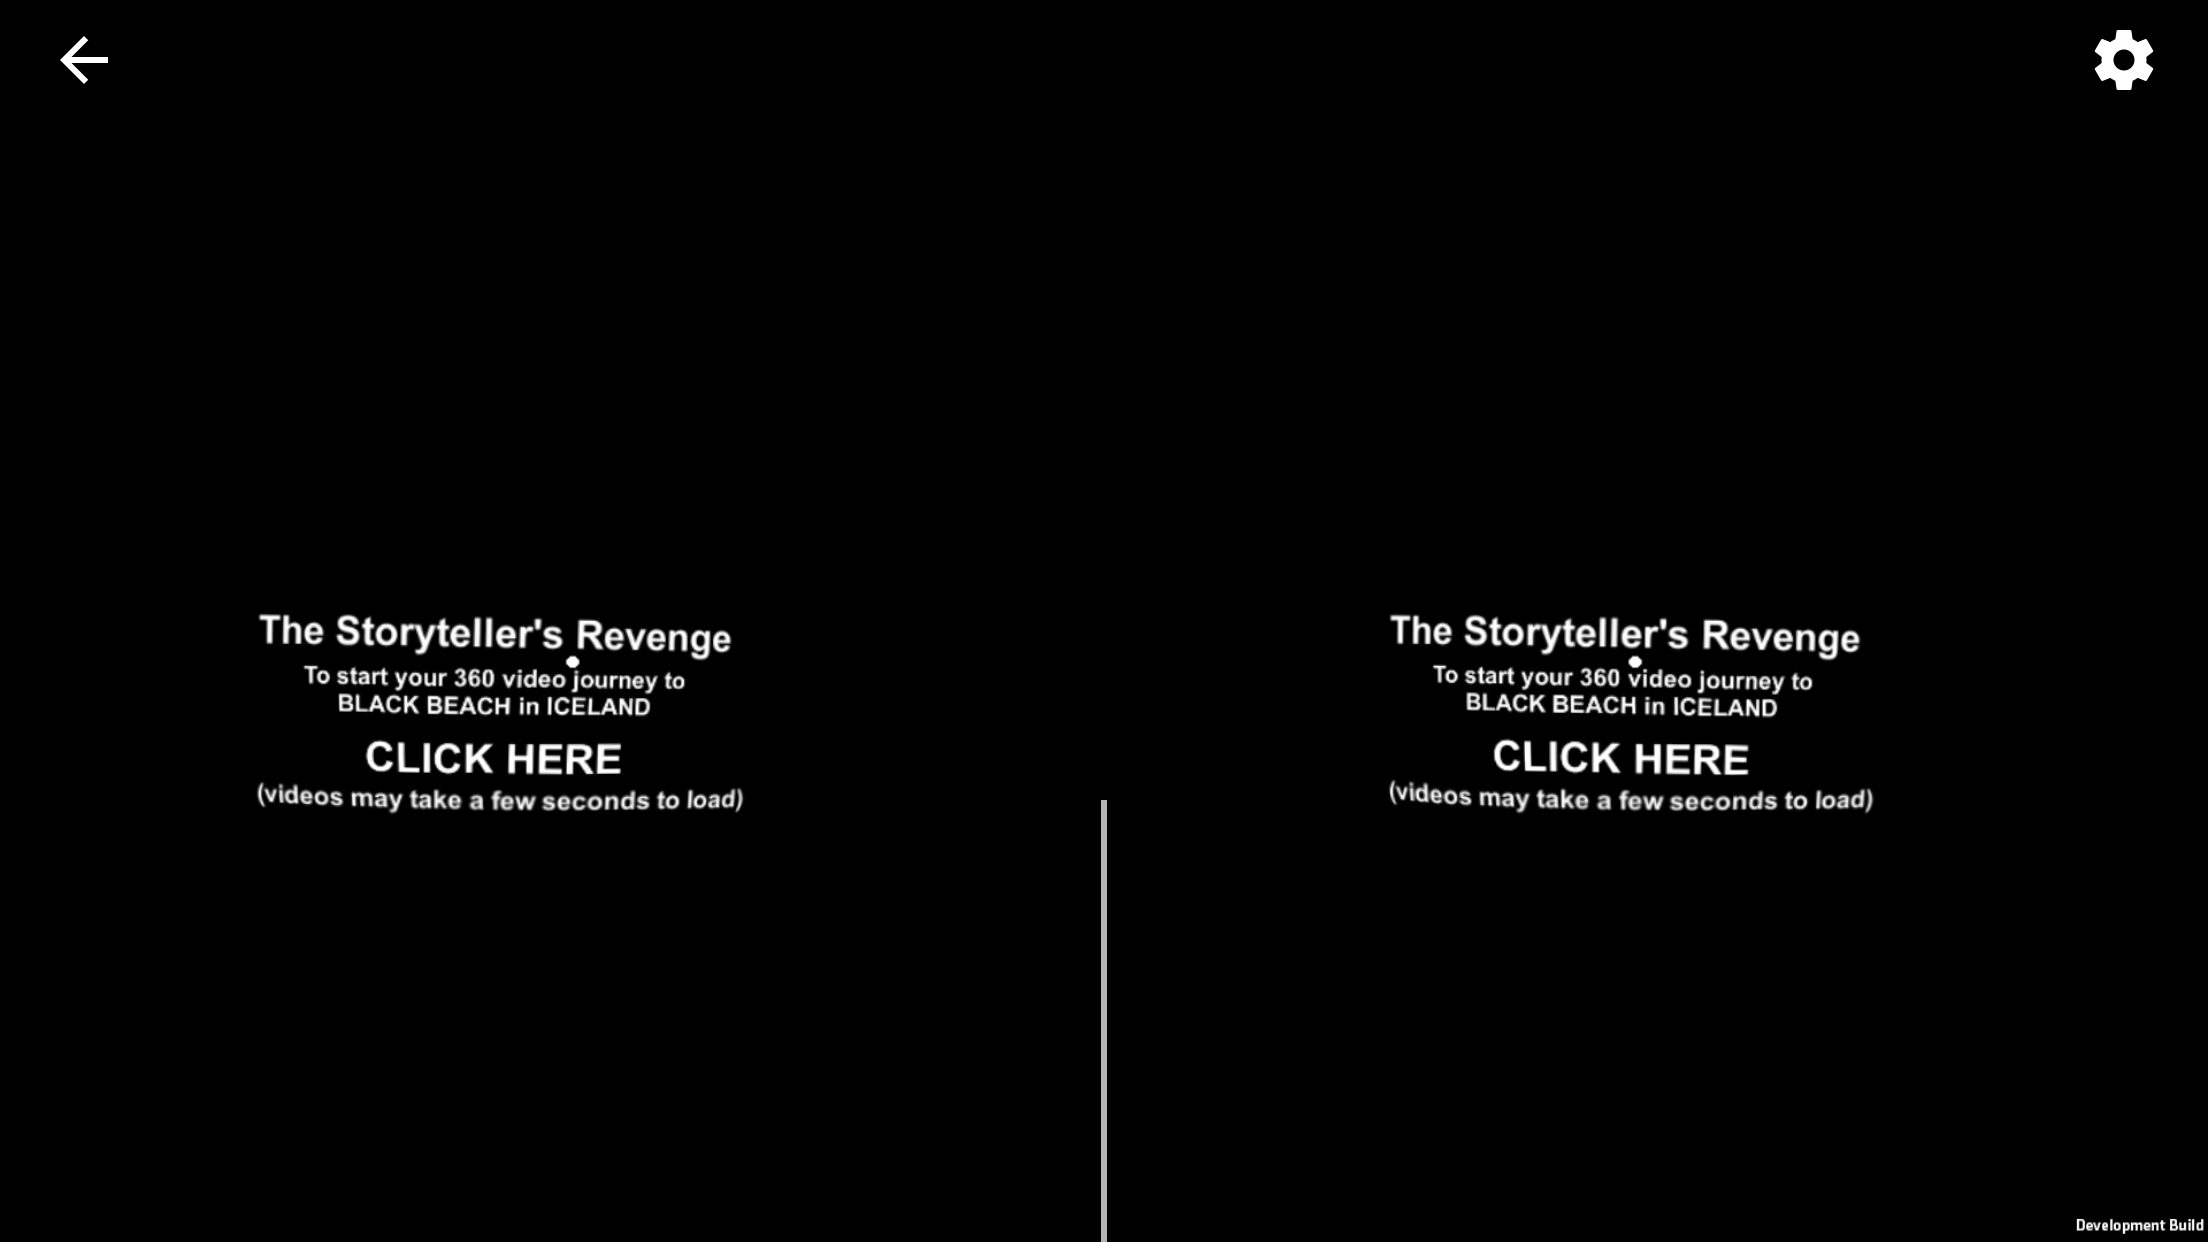 The Storyteller's Revenge
To start your 360 video journey to
BLACK BEACH in ICELAND
CLICK HERE
(videos may take a few seconds to load)
The Storyteller's Revenge
To start your 360 video journey to
BLACK BEACH in ICELAND
CLICK HERE
(videos may take a few seconds to load)
Development Build